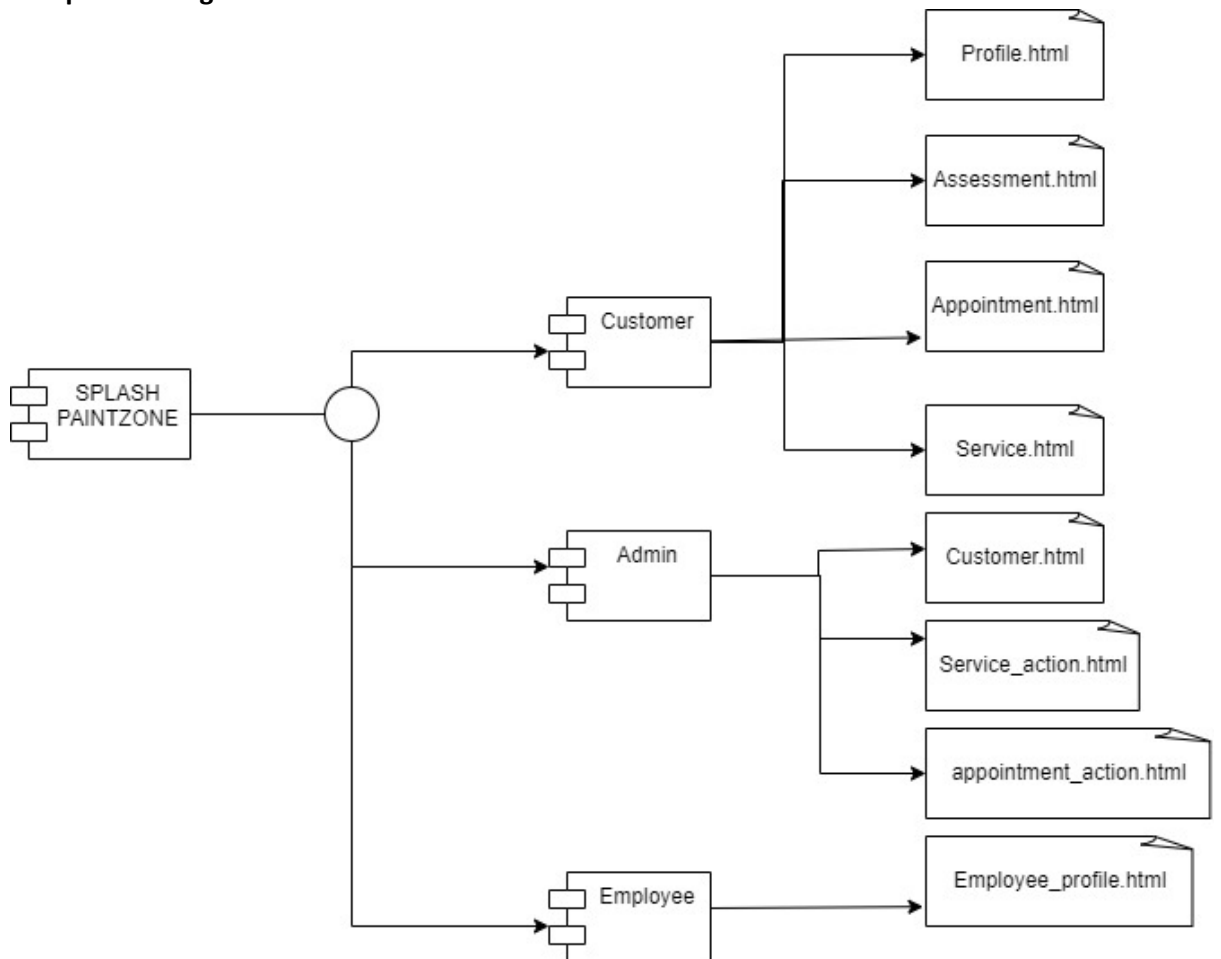 Profile.html
Assessment.html
Appointment.html
Customer
SPLASH
PAINTZONE
Service.html
Admin
Customer.html
Service_action.html
appointment_action.html
Employee_profile.html
Employee